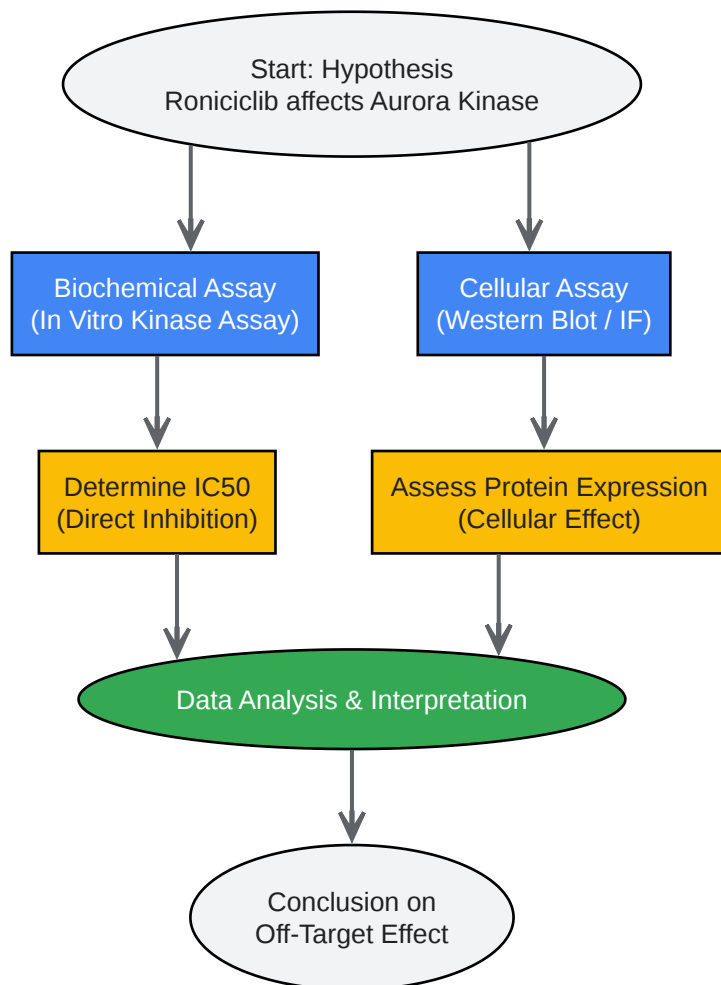 Start: Hypothesis
Roniciclib affects Aurora Kinase
Biochemical Assay
(In Vitro Kinase Assay)
Cellular Assay
(Western Blot / IF)
Determine IC50
(Direct Inhibition)
Assess Protein Expression
(Cellular Effect)
Data Analysis & Interpretation
Conclusion on
Off-Target Effect